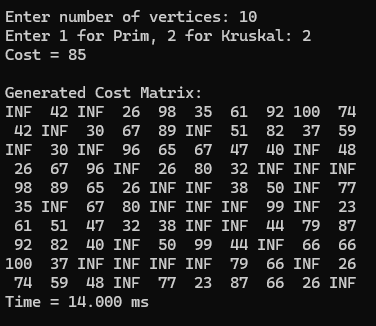 Enter number of vertices: 10
Enter 1 for Prim, 2 for Kruskal: 2
Cost = 85

Generated Cost Matrix:
INF  42 INF  26  98  35  61  92 100  74
 42 INF  30  67  89 INF  51  82  37  59
INF  30 INF  96  65  67  47  40 INF  48
 26  67  96 INF  26  80  32 INF INF INF
 98  89  65  26 INF INF  38  50 INF  77
 35 INF  67  80 INF INF INF  99 INF  23
 61  51  47  32  38 INF INF  44  79  87
 92  82  40 INF  50  99  44 INF  66  66
100  37 INF INF INF INF  79  66 INF  26
 74  59  48 INF  77  23  87  66  26 INF
Time = 14.000 ms